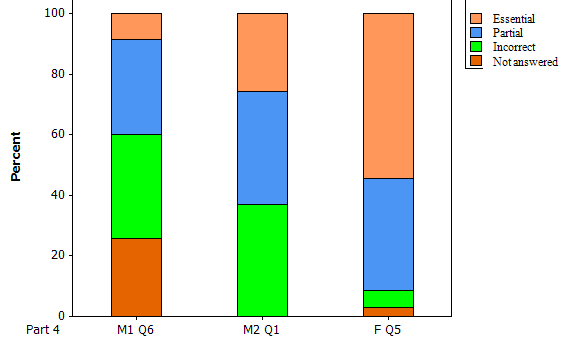 100
80
60
40
20
0
Percent
Part 4
M1 Q6
M2 Q1
F Q5
Essential
Partial
Incorrect
Not answered